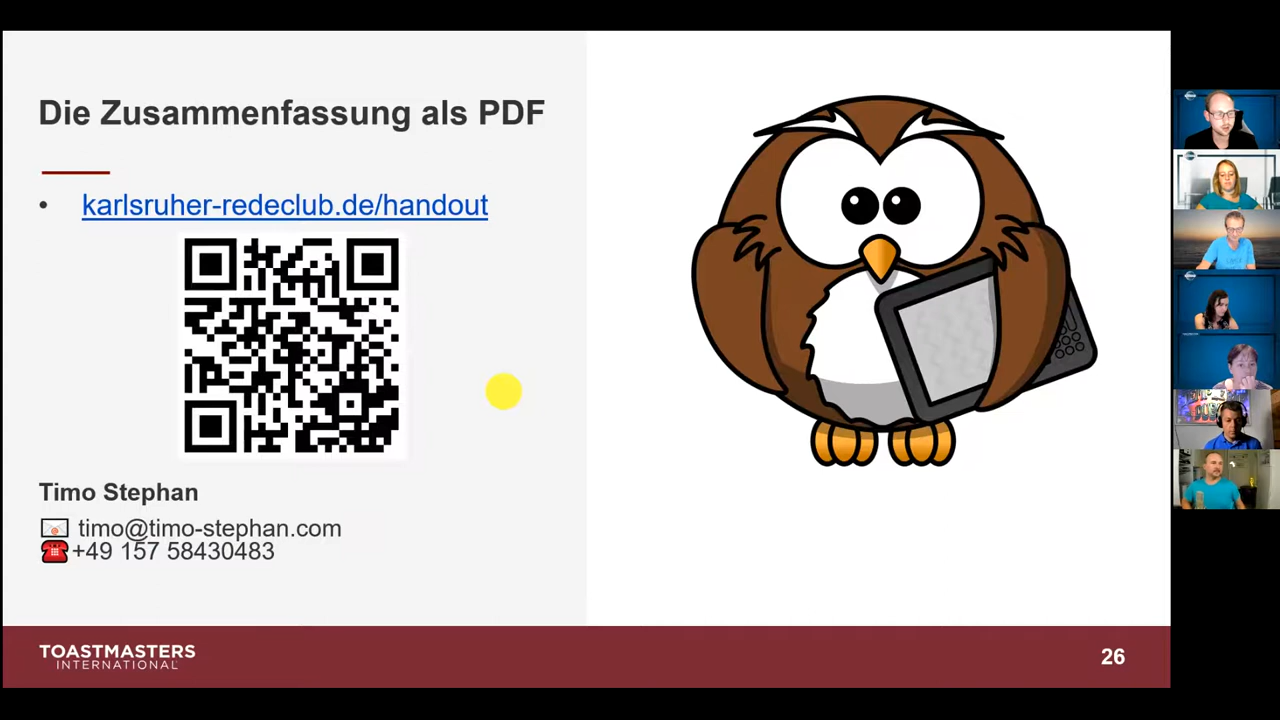 Die Zusammenfassung als PDF
• karlsruher-redeclub.de/handout
Timo Stephan
timo@timo-stephan.com
+49 157 58430483
TOASTMASTERS
INTERNATIONAL
26